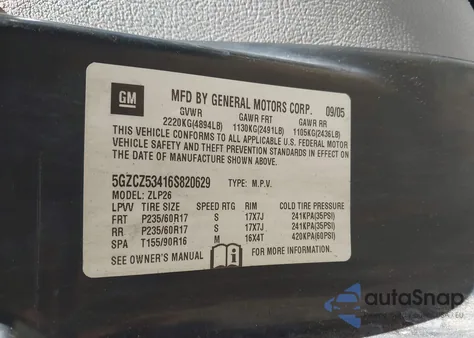 GM
MFD BY GENERAL MOTORS CORP. 09/05
GVWR GAWR FRT GAWR RR
2220KG(4894LB) 1130KG(2491LB) 1105KG(2436LB)
THIS VEHICLE CONFORMS TO ALL APPLICABLE U.S. FEDERAL MOTOR
VEHICLE SAFETY AND THEFT PREVENTION STANDARDS IN EFFECT
ON THE DATE OF MANUFACTURE SHOWN ABOVE.
5GZCZ53416S820629 TYPE: M.P.V.
MODEL: ZLP26
LPVV TIRE SIZE SPEED RTG RIM COLD TIRE PRESSURE
FRT P235/60R17 S 17X7J 241KPA(35PSI)
RR P235/60R17 S 17X7J 241KPA(35PSI)
SPA T155/90R16 M 16X4T 420KPA(60PSI)
SEE OWNER'S MANUAL FOR MORE INFORMATION.
autoSnap